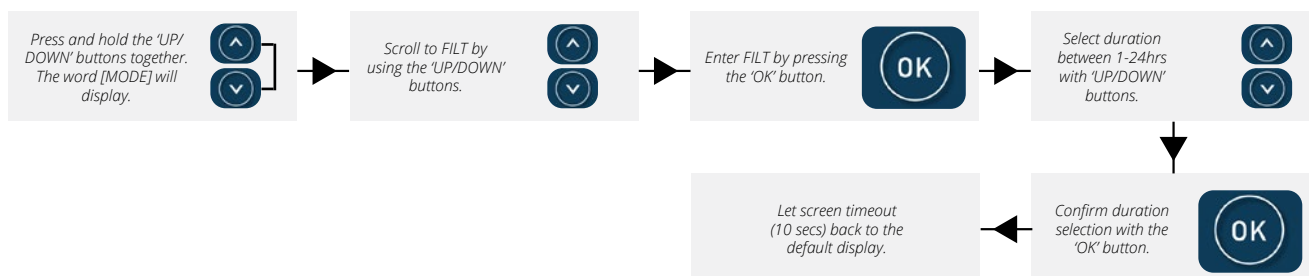 Press and hold the ‘UP/
DOWN’ buttons together.
The word [MODE] will
display.
Scroll to FILT by
using the ‘UP/DOWN’
buttons.
Enter FILT by pressing
the ‘OK’ button.
OK
Select duration
between 1-24hrs
with ‘UP/DOWN’
buttons.
Confirm duration
selection with the
‘OK’ button.
OK
Let screen timeout
(10 secs) back to the
default display.